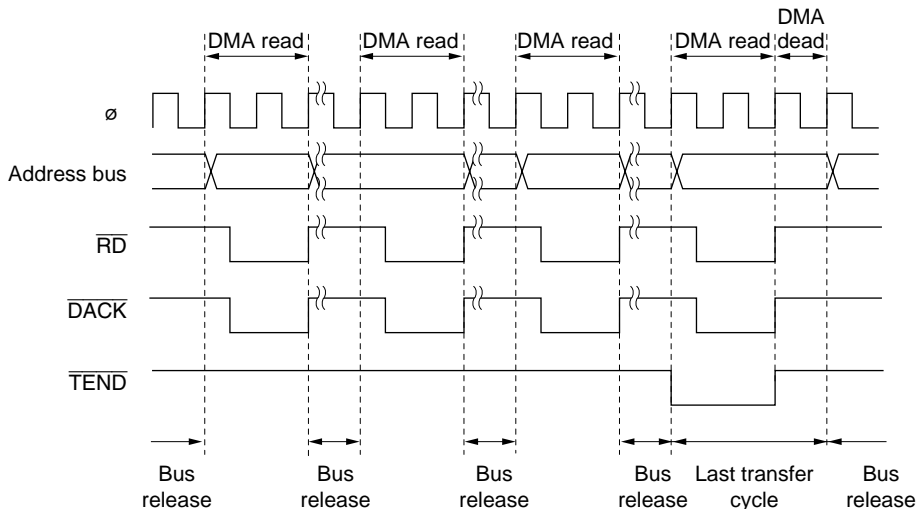 DMA read
DMA read
DMA read
DMA read
DMA
dead
ø
Address bus
RD
DACK
TEND
Bus
release
Bus
release
Bus
release
Bus
release
Last transfer
cycle
Bus
release